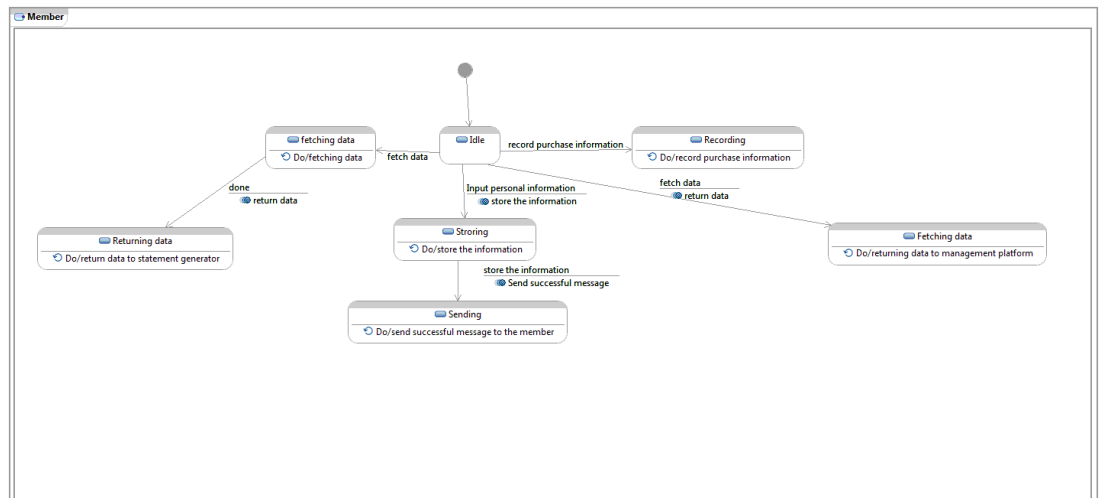 Member
fetching data
Do/fetching data
Idle
Recording
Do/record purchase information
record purchase information
fetch data
done
return data
Input personal information
store the information
fetch data
return data
Returning data
Do/return data to statement generator
Stroring
Do/store the information
Fetching data
Do/returning data to management platform
store the information
Send successful message
Sending
Do/send successful message to the member